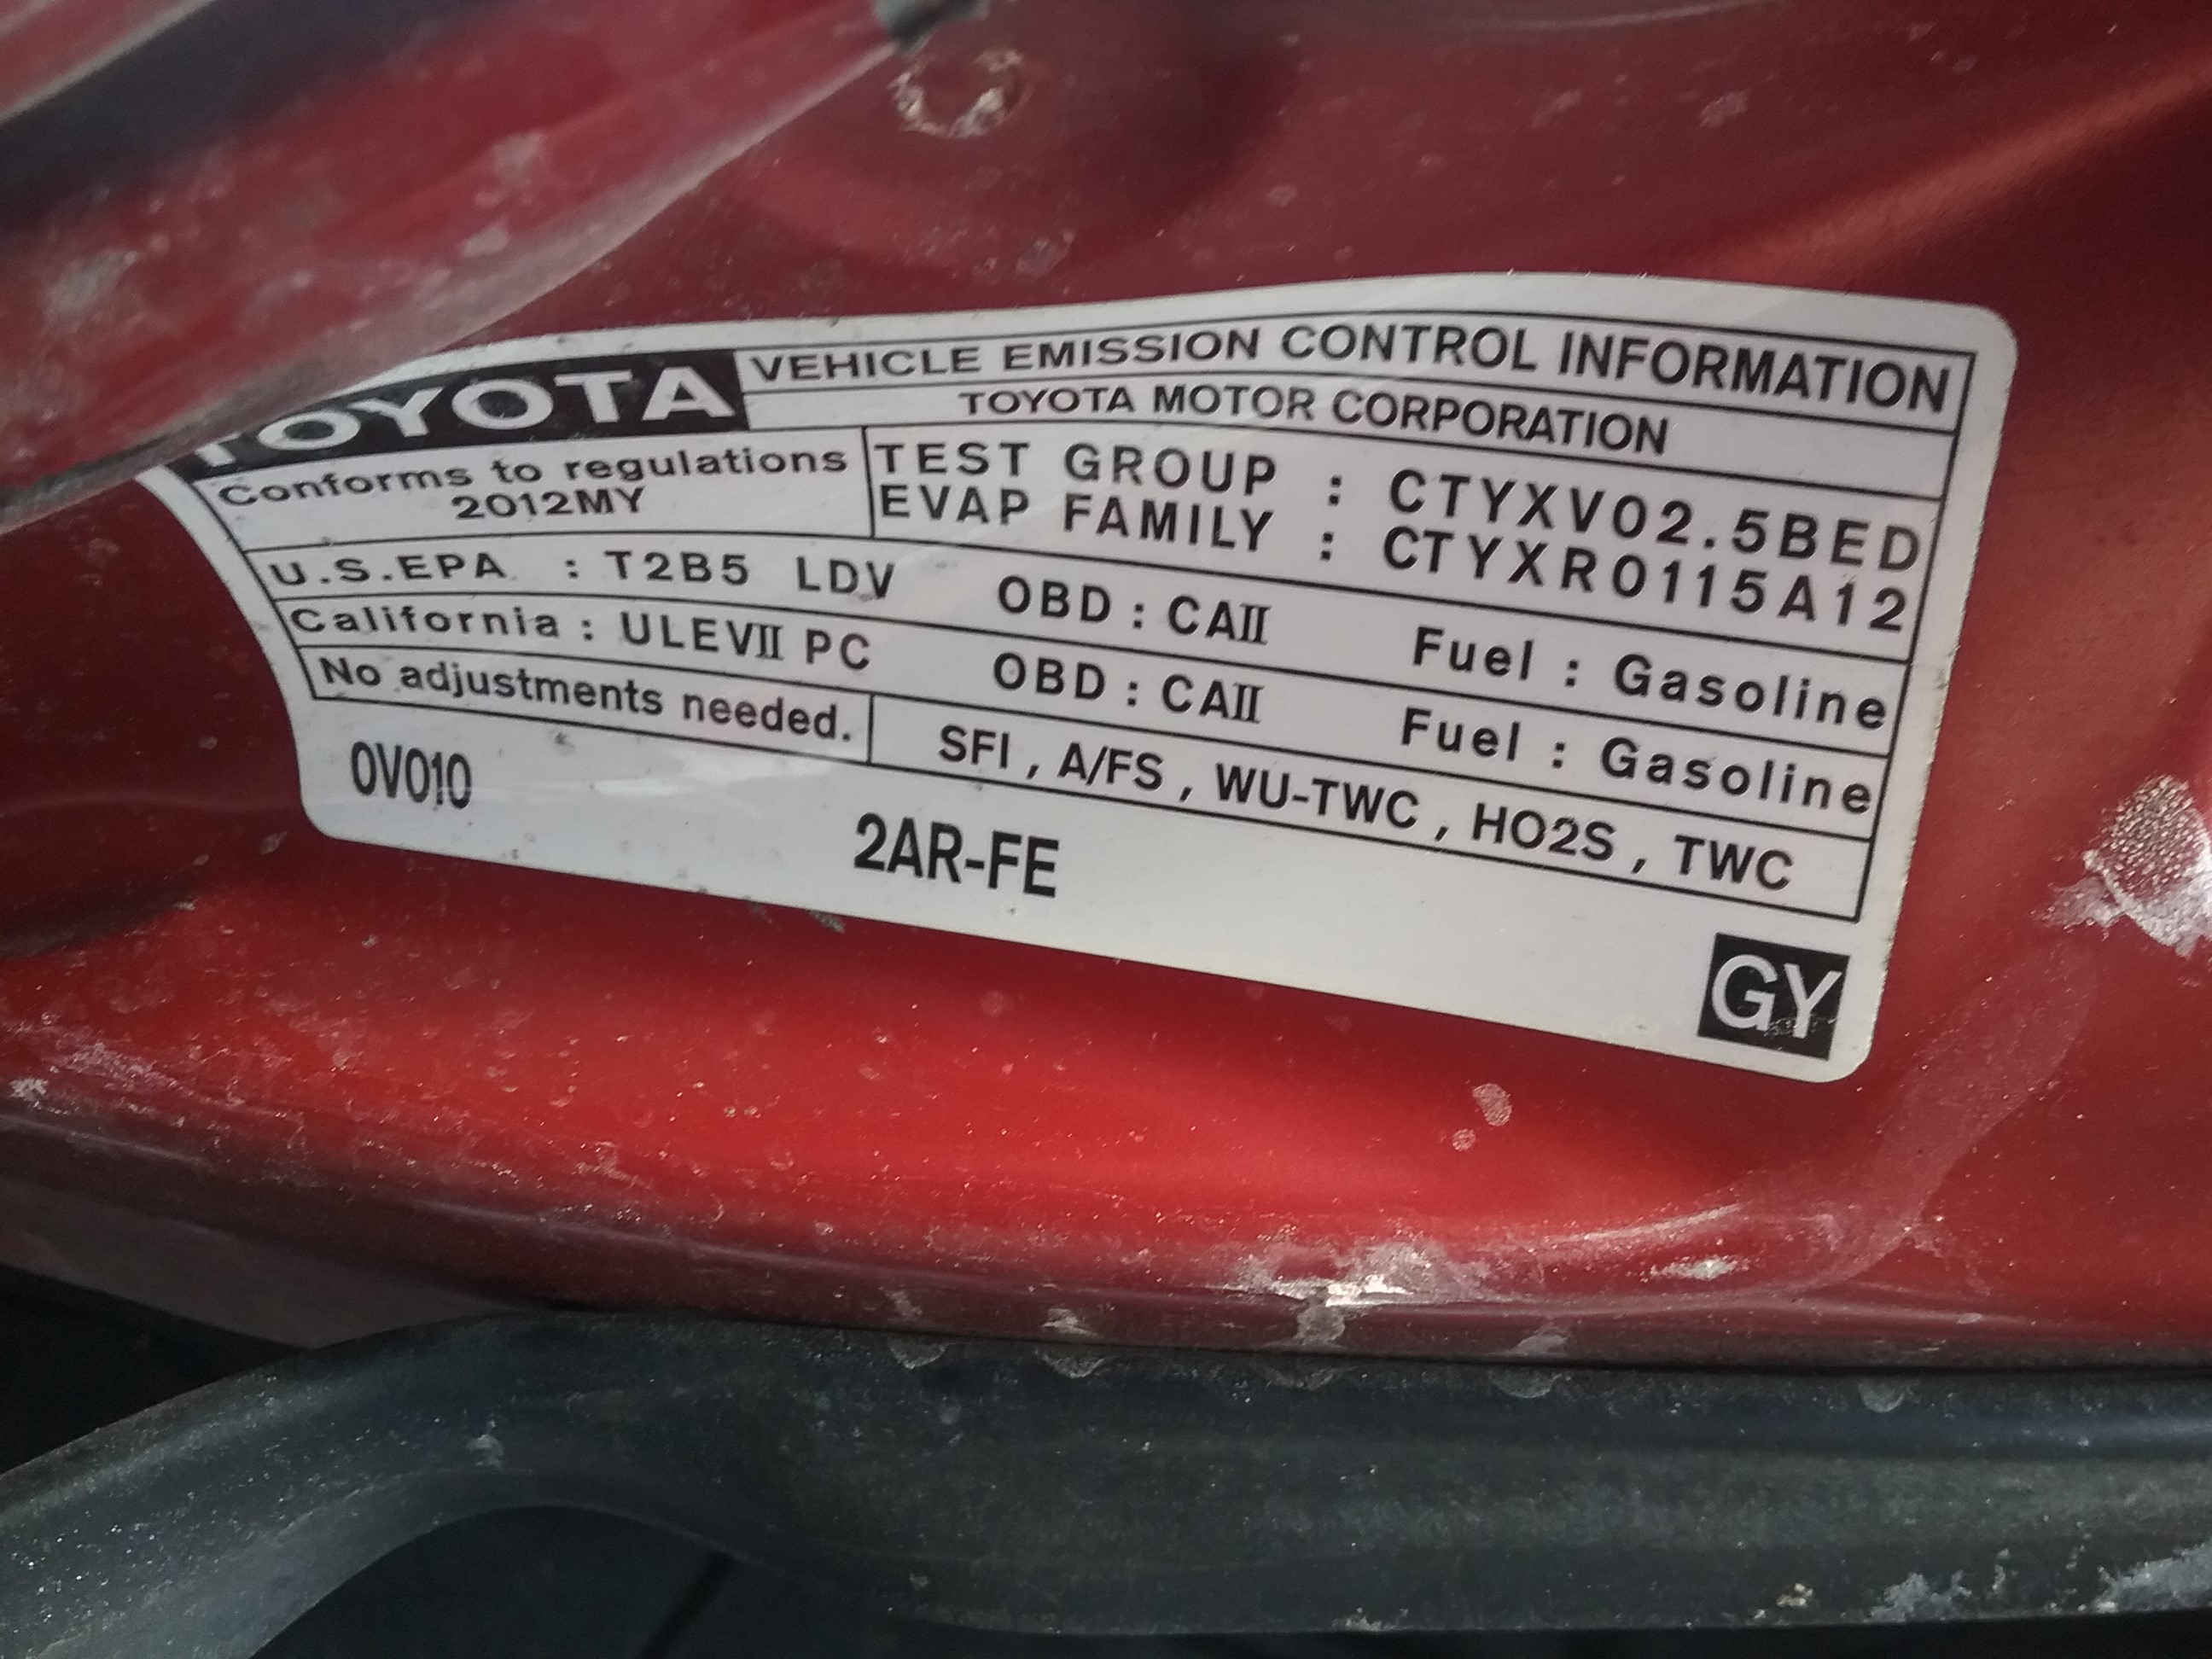 TOYOTA VEHICLE EMISSION CONTROL INFORMATION
TOYOTA MOTOR CORPORATION
Conforms to regulations
2012MY
TEST GROUP : CTYXV02.5BED
EVAP FAMILY : CTYXR0115A12
U.S.EPA : T2B5 LDV OBD : CAII Fuel : Gasoline
California : ULEVII PC OBD : CAII Fuel : Gasoline
No adjustments needed. SFI , A/FS , WU-TWC , HO2S , TWC
0V010
2AR-FE
GY